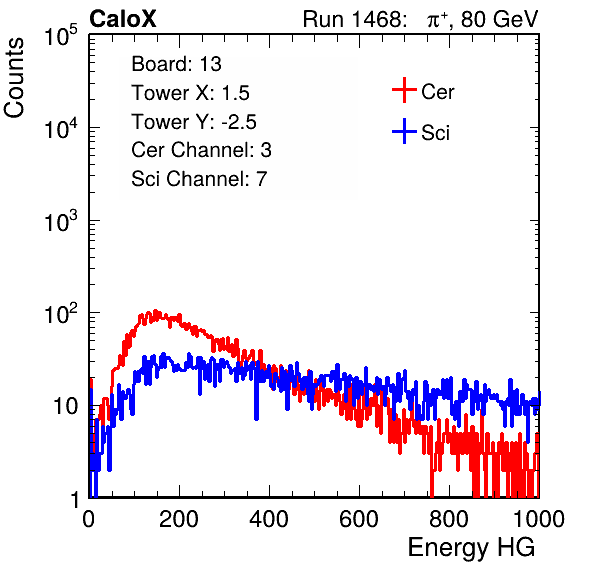 CaloX Run 1468: π⁺, 80 GeV
Counts
Board: 13
Tower X: 1.5
Tower Y: -2.5
Cer Channel: 3
Sci Channel: 7
Cer
Sci
10⁵
10⁴
10³
10²
10
1
0 200 400 600 800 1000
Energy HG